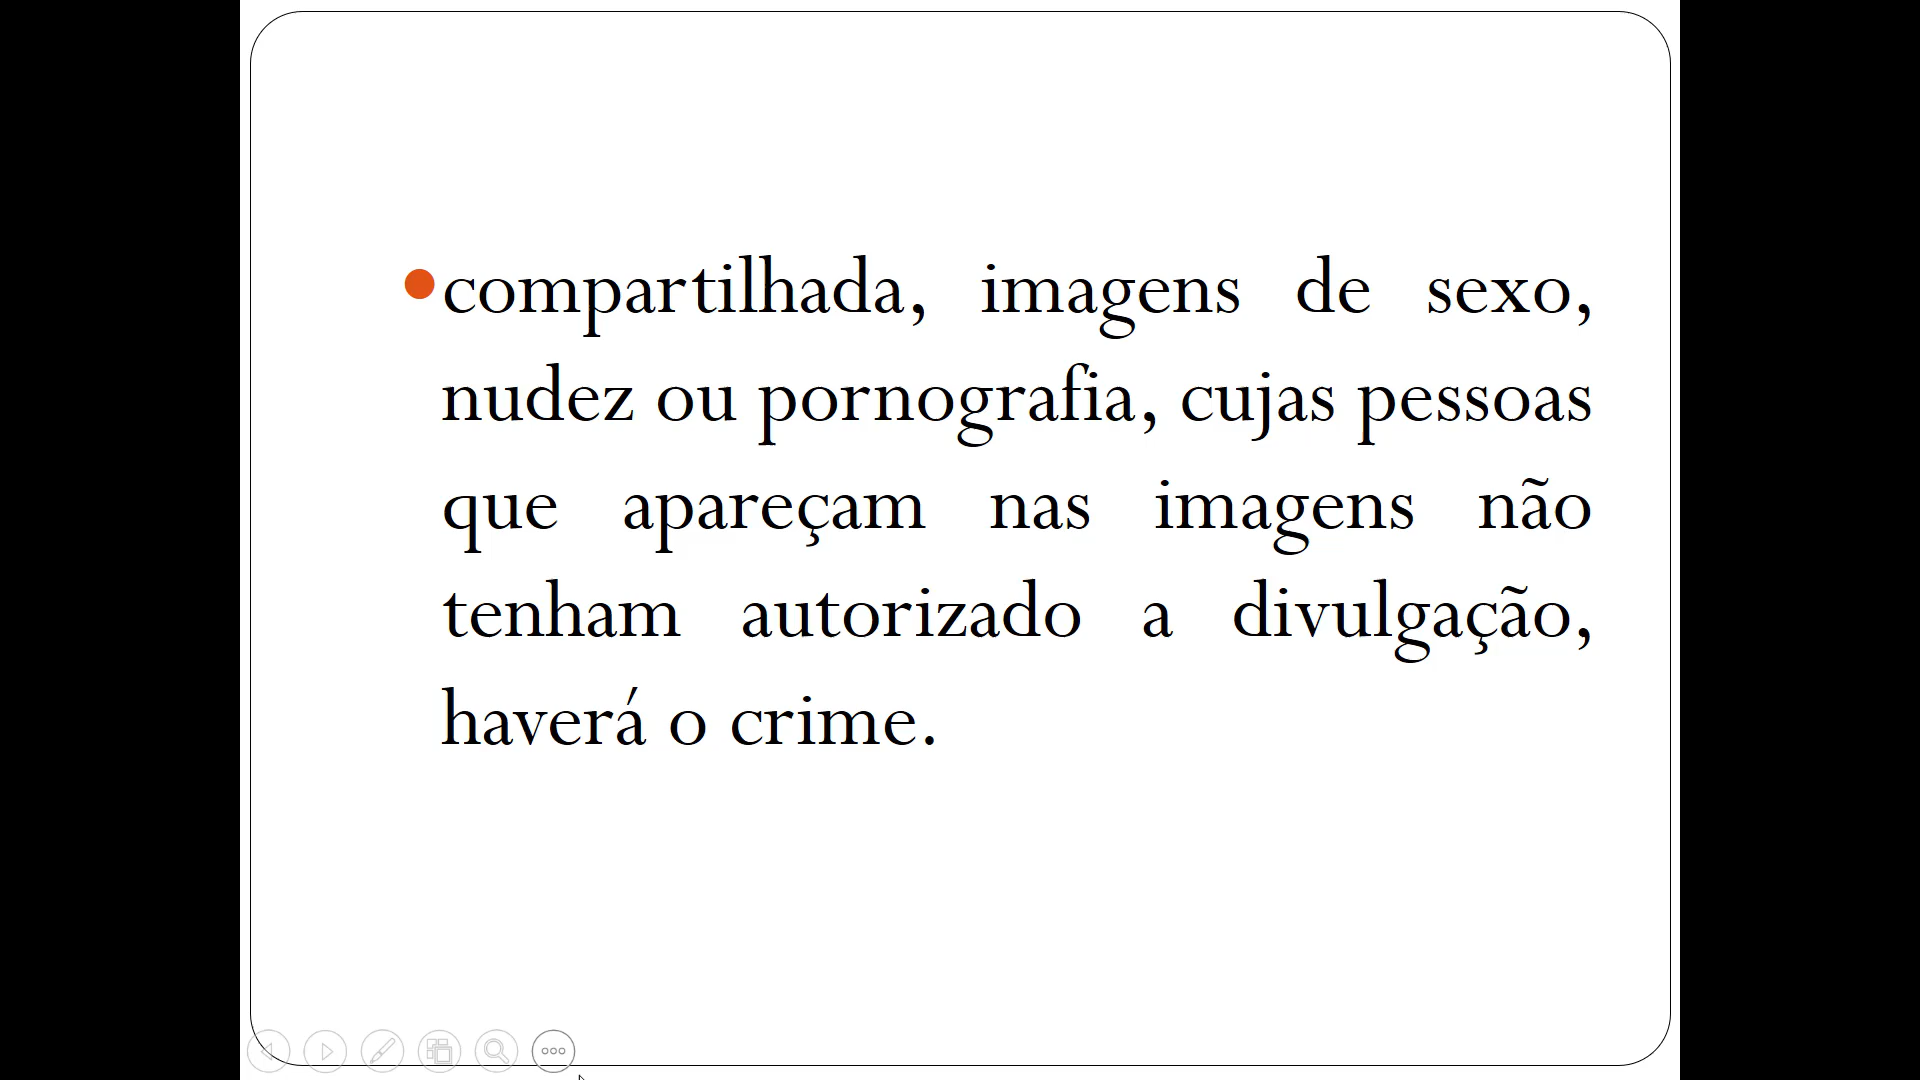 compartilhada, imagens de sexo,
nudez ou pornografia, cujas pessoas
que apareçam nas imagens não
tenham autorizado a divulgação,
haverá o crime.